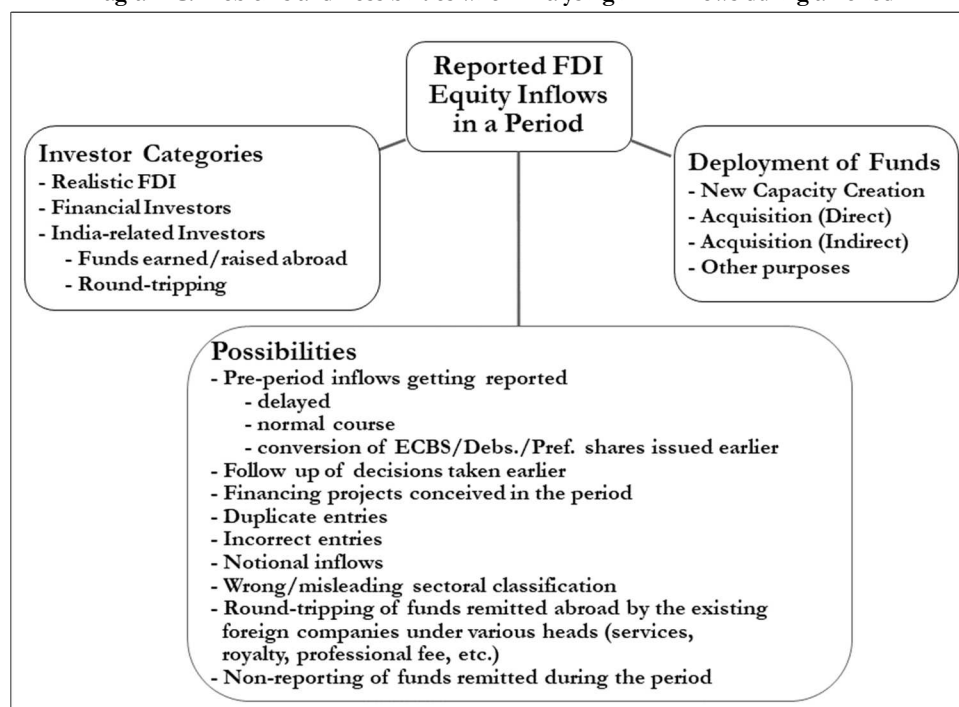 Reported FDI
Equity Inflows
in a Period
Investor Categories
- Realistic FDI
- Financial Investors
- India-related Investors
- Funds earned/raised abroad
- Round-tripping
Deployment of Funds
- New Capacity Creation
- Acquisition (Direct)
- Acquisition (Indirect)
- Other purposes
Possibilities
- Pre-period inflows getting reported
- delayed
- normal course
- conversion of ECBS/Debs./Pref. shares issued earlier
- Follow up of decisions taken earlier
- Financing projects conceived in the period
- Duplicate entries
- Incorrect entries
- Notional inflows
- Wrong/misleading sectoral classification
- Round-tripping of funds remitted abroad by the existing
foreign companies under various heads (services,
royalty, professional fee, etc.)
- Non-reporting of funds remitted during the period